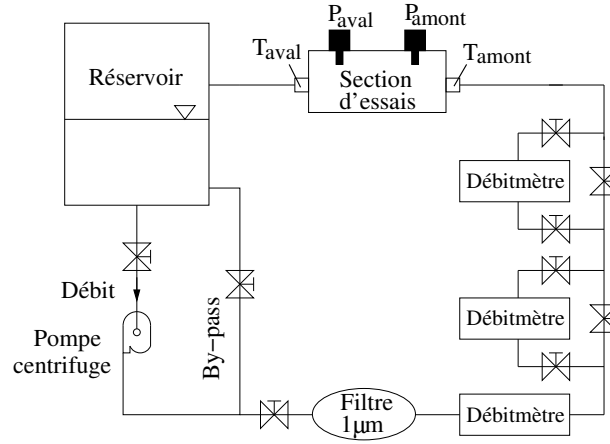 P_aval
P_amont
T_aval
T_amont
Réservoir
Section
d'essais
Débitmètre
Débit
By−pass
Débitmètre
Pompe
centrifuge
Filtre
1µm
Débitmètre